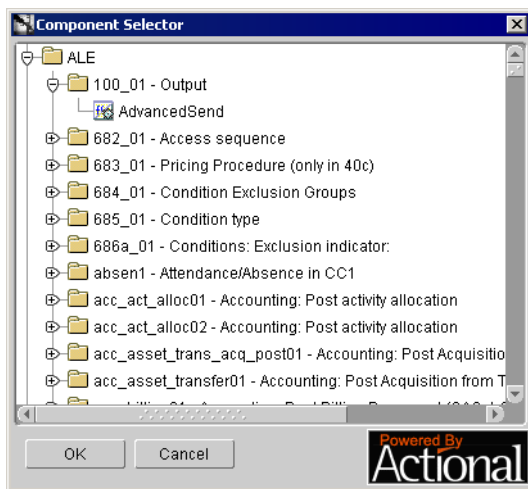 Component Selector
ALE
100_01 - Output
AdvancedSend
682_01 - Access sequence
683_01 - Pricing Procedure (only in 40c)
684_01 - Condition Exclusion Groups
685_01 - Condition type
686a_01 - Conditions: Exclusion indicator:
absen1 - Attendance/Absence in CC1
acc_act_alloc01 - Accounting: Post activity allocation
acc_act_alloc02 - Accounting: Post activity allocation
acc_asset_trans_acq_post01 - Accounting: Post Acquisitio
acc_asset_transfer01 - Accounting: Post Acquisition from T
OK
Cancel
Powered By
Actional